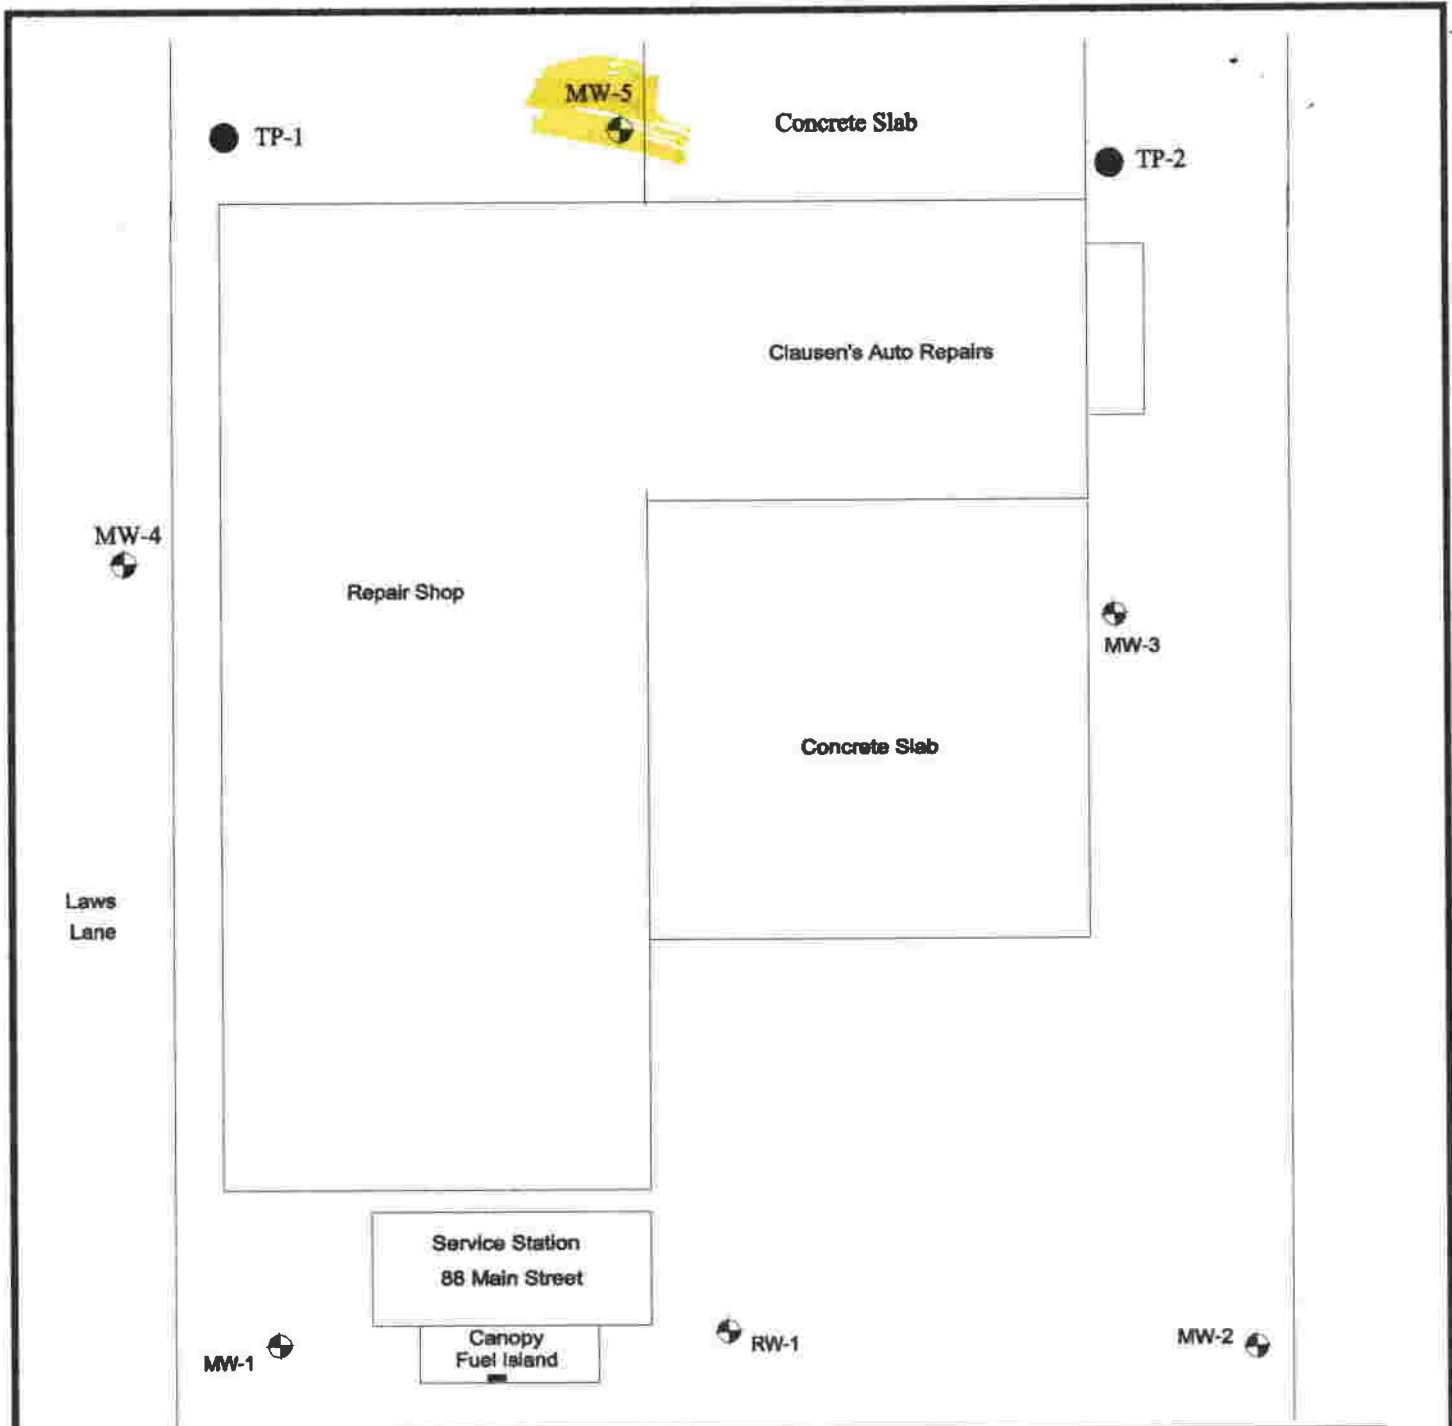 MW-5
Concrete Slab
TP-1
TP-2
Clausen's Auto Repairs
MW-4
Repair Shop
MW-3
Concrete Slab
Laws
Lane
Service Station
88 Main Street
Canopy
Fuel Island
MW-1
RW-1
MW-2